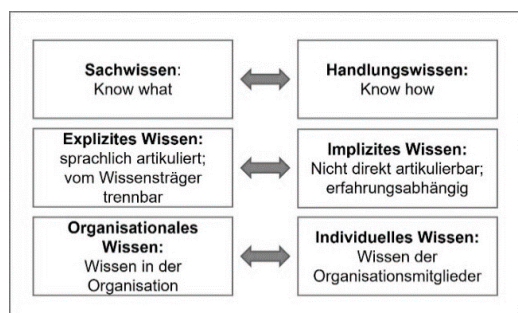 Sachwissen:
Know what
Handlungswissen:
Know how
Explizites Wissen:
sprachlich artikuliert;
vom Wissensträger
trennbar
Implizites Wissen:
Nicht direkt artikulierbar;
erfahrungsabhängig
Organisationales
Wissen:
Wissen in der
Organisation
Individuelles Wissen:
Wissen der
Organisationsmitglieder